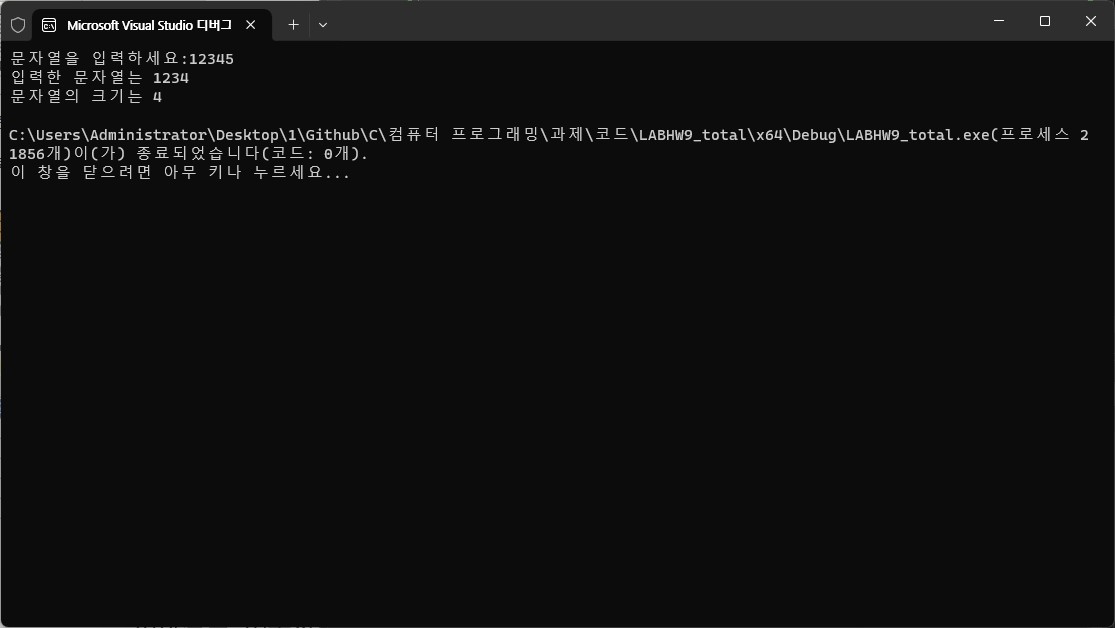 Microsoft Visual Studio 디버그
문자열을 입력하세요:12345
입력한 문자열는 1234
문자열의 크기는 4
C:\Users\Administrator\Desktop\1\Github\C\컴퓨터 프로그래밍\과제\코드\LABHW9_total\x64\Debug\LABHW9_total.exe(프로세스 2
1856개)이(가) 종료되었습니다(코드: 0개).
이 창을 닫으려면 아무 키나 누르세요...